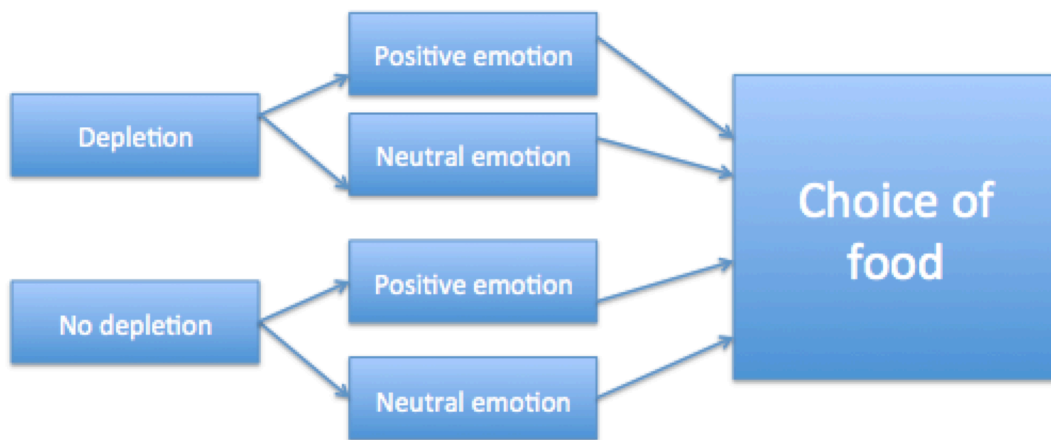 Depletion
Positive emotion
Neutral emotion
No depletion
Positive emotion
Neutral emotion
Choice of
food